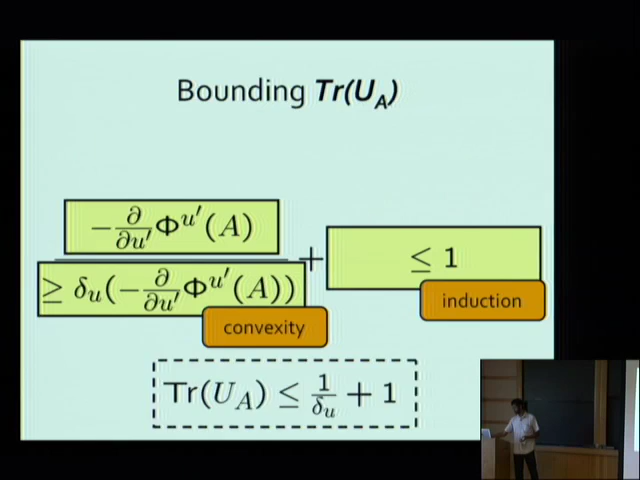 Bounding Tr(U_A)
-∂/∂u′ Φ^{u′}(A)
+ ≤ 1
≥ δ_u(-∂/∂u′ Φ^{u′}(A))
induction
convexity
Tr(U_A) ≤ 1/δ_u + 1